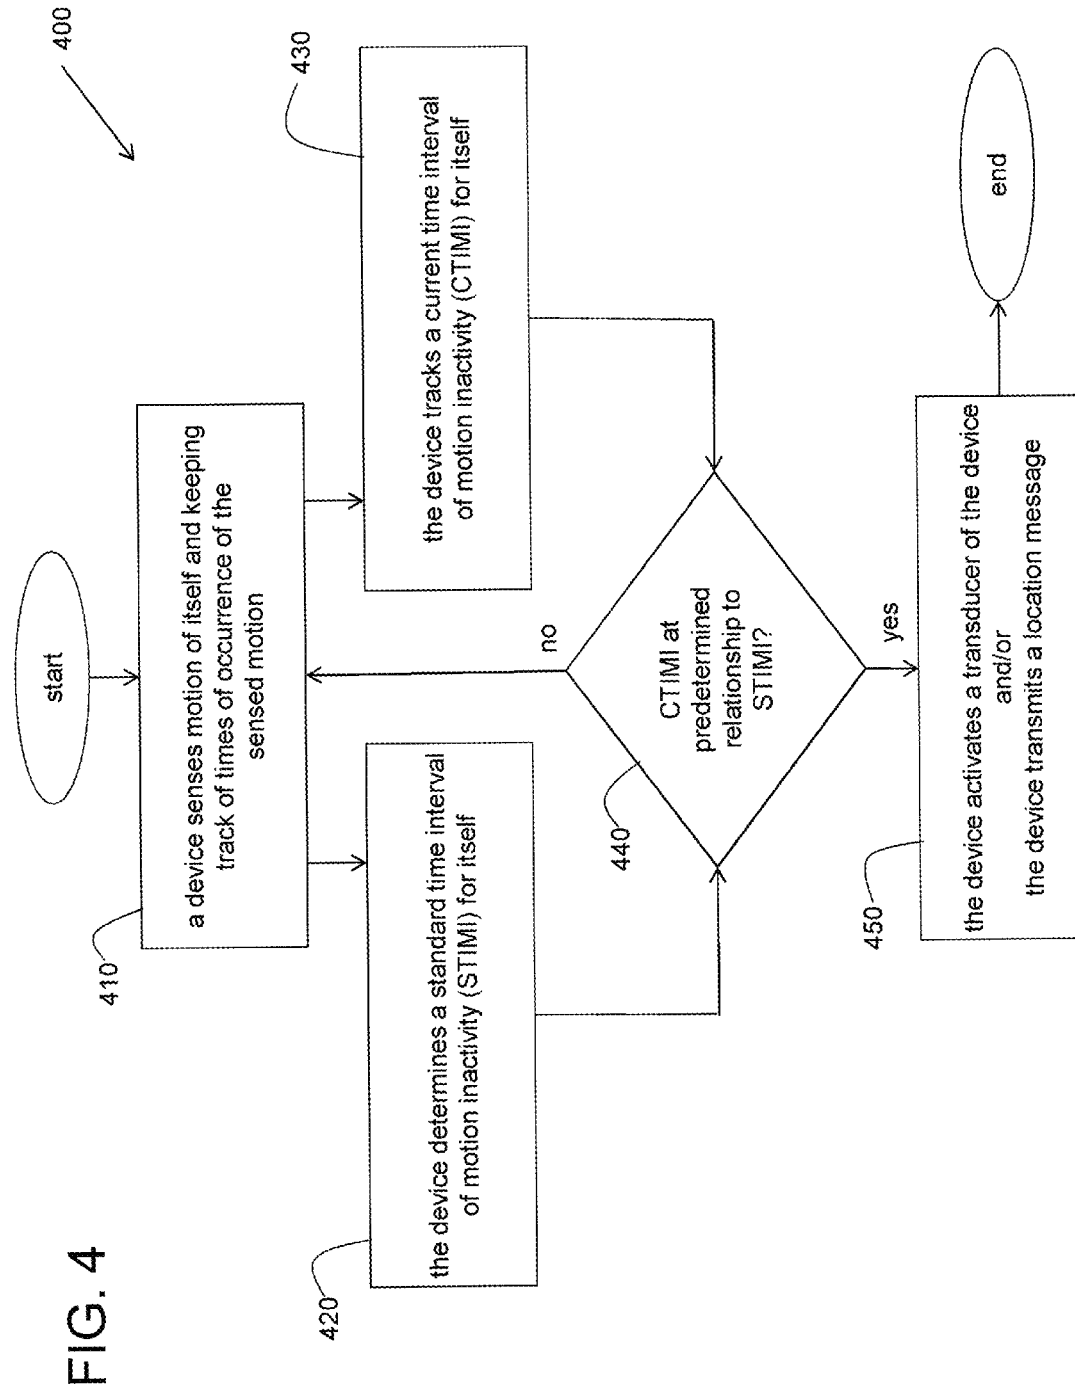 FIG. 4
400
start
410
a device senses motion of itself and keeping
track of times of occurrence of the
sensed motion
420
the device determines a standard time interval
of motion inactivity (STIMI) for itself
430
the device tracks a current time interval
of motion inactivity (CTIMI) for itself
no
440
CTIMI at
predetermined
relationship to
STIMI?
yes
450
the device activates a transducer of the device
and/or
the device transmits a location message
end